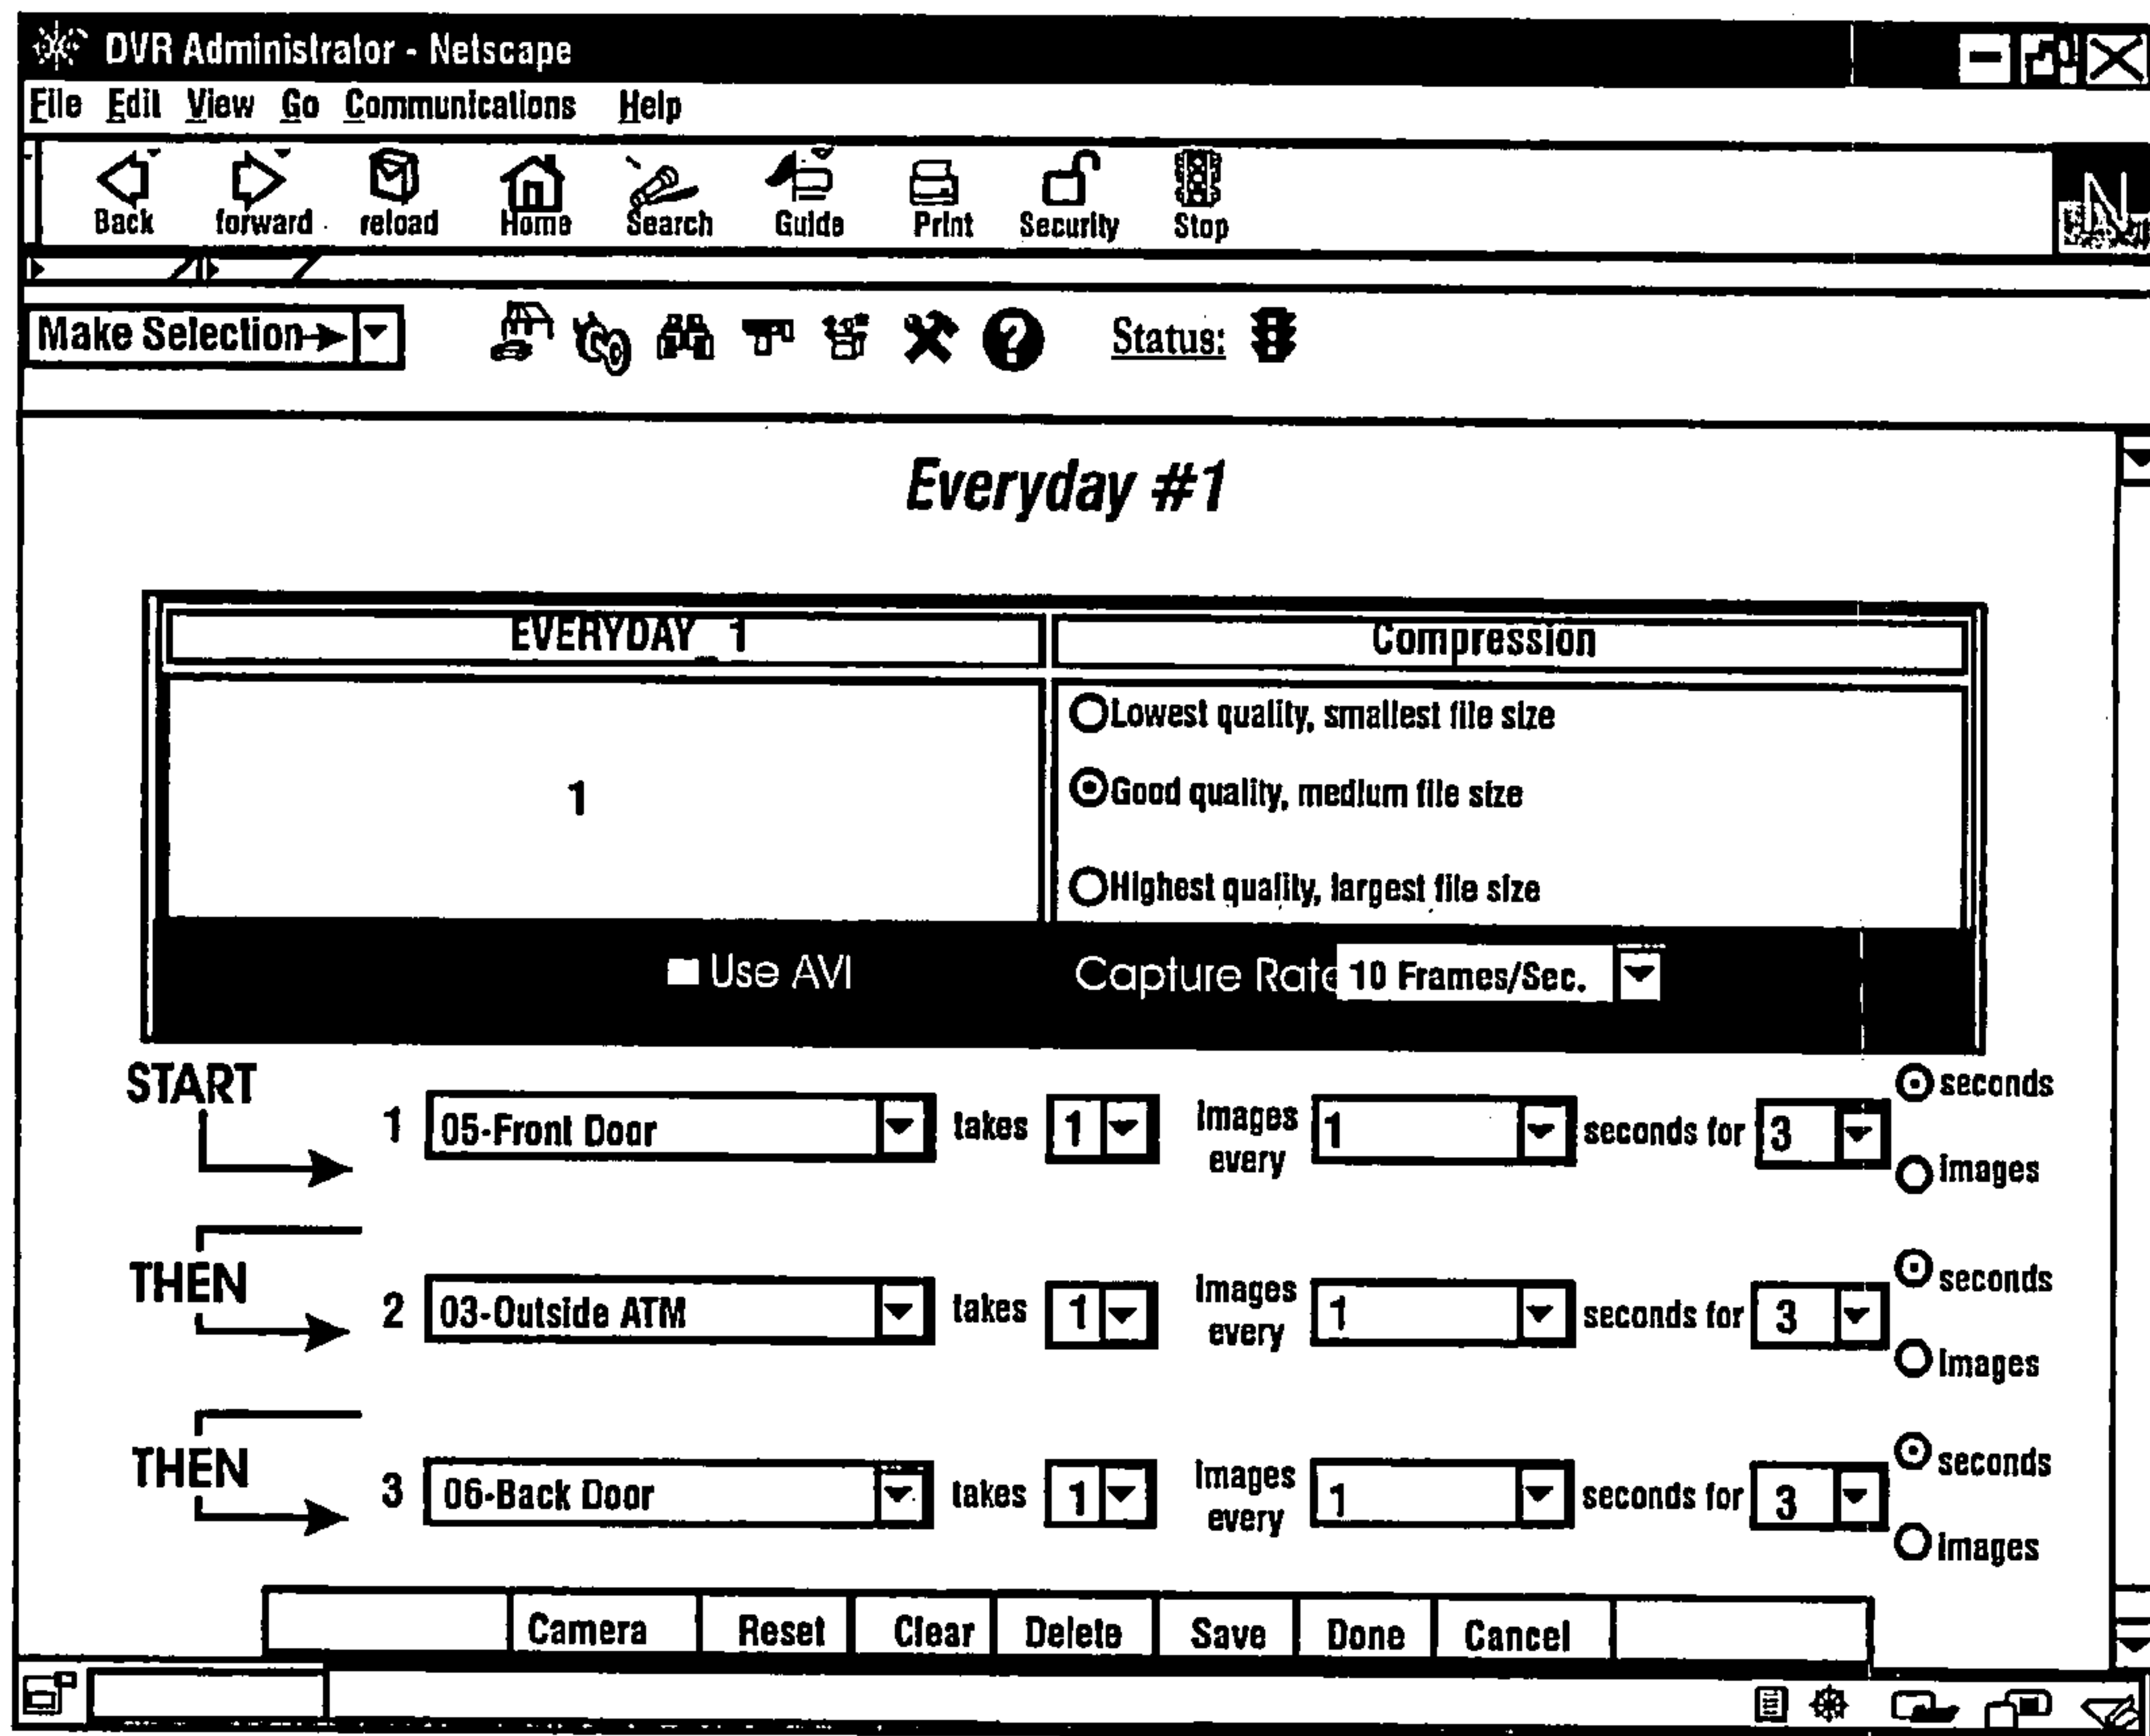 DVR Administrator - Netscape
File Edit View Go Communications Help
Back forward reload Home Search Guide Print Security Stop
N
Make Selection ? Status:
Everyday #1
EVERYDAY_1 Compression
Lowest quality, smallest file size
1 Good quality, medium file size
Highest quality, largest file size
Use AVI Capture Rate 10 Frames/Sec.
START 1 05-Front Door takes 1 Images every 1 seconds for 3 seconds images
THEN 2 03-Outside ATM takes 1 Images every 1 seconds for 3 seconds Images
THEN 3 06-Back Door takes 1 Images every 1 seconds for 3 seconds Images
Camera Reset Clear Delete Save Done Cancel